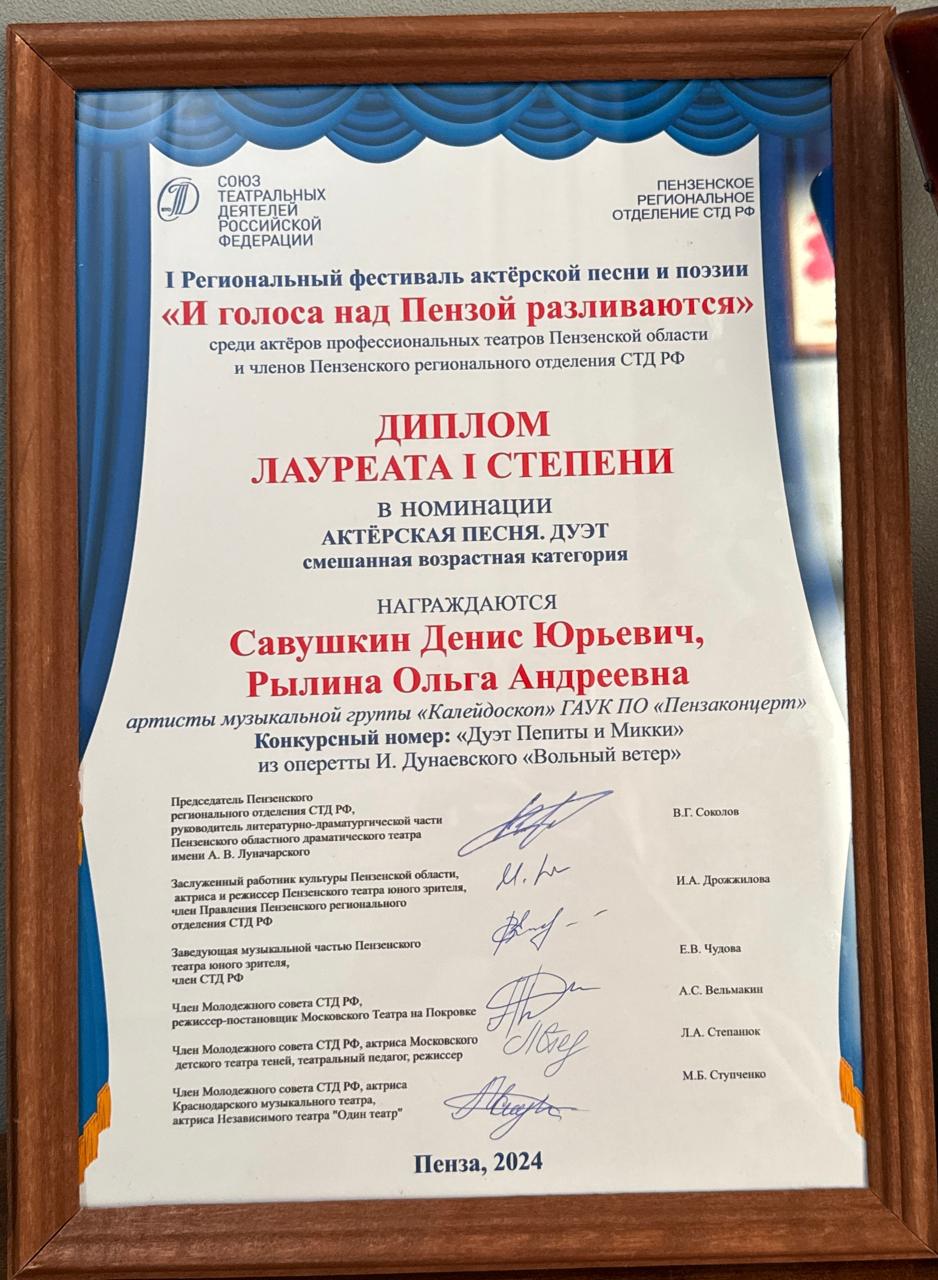 СОЮЗ
ТЕАТРАЛЬНЫХ
ДЕЯТЕЛЕЙ
РОССИЙСКОЙ
ФЕДЕРАЦИИ
ПЕНЗЕНСКОЕ
РЕГИОНАЛЬНОЕ
ОТДЕЛЕНИЕ СТД РФ
I Региональный фестиваль актёрской песни и поэзии
«И голоса над Пензой разливаются»
среди актёров профессиональных театров Пензенской области
и членов Пензенского регионального отделения СТД РФ
ДИПЛОМ
ЛАУРЕАТА I СТЕПЕНИ
в номинации
АКТЁРСКАЯ ПЕСНЯ. ДУЭТ
смешанная возрастная категория
НАГРАЖДАЮТСЯ
Савушкин Денис Юрьевич,
Рылина Ольга Андреевна
артисты музыкальной группы «Калейдоскоп» ГАУК ПО «Пензаконцерт»
Конкурсный номер: «Дуэт Пепиты и Микки»
из оперетты И. Дунаевского «Вольный ветер»
Председатель Пензенского
регионального отделения СТД РФ,
руководитель литературно-драматургической части
Пензенского областного драматического театра
имени А. В. Луначарского
В.Г. Соколов
Заслуженный работник культуры Пензенской области,
актриса и режиссер Пензенского театра юного зрителя,
член Правления Пензенского регионального
отделения СТД РФ
И.А. Дрожжилова
Заведующая музыкальной частью Пензенского
театра юного зрителя,
член СТД РФ
Е.В. Чудова
Член Молодежного совета СТД РФ,
режиссер-постановщик Московского Театра на Покровке
А.С. Вельмакин
Член Молодежного совета СТД РФ, актриса Московского
детского театра теней, театральный педагог, режиссер
Л.А. Степанюк
Член Молодежного совета СТД РФ, актриса
Краснодарского музыкального театра,
актриса Независимого театра "Один театр"
М.Б. Ступченко
Пенза, 2024